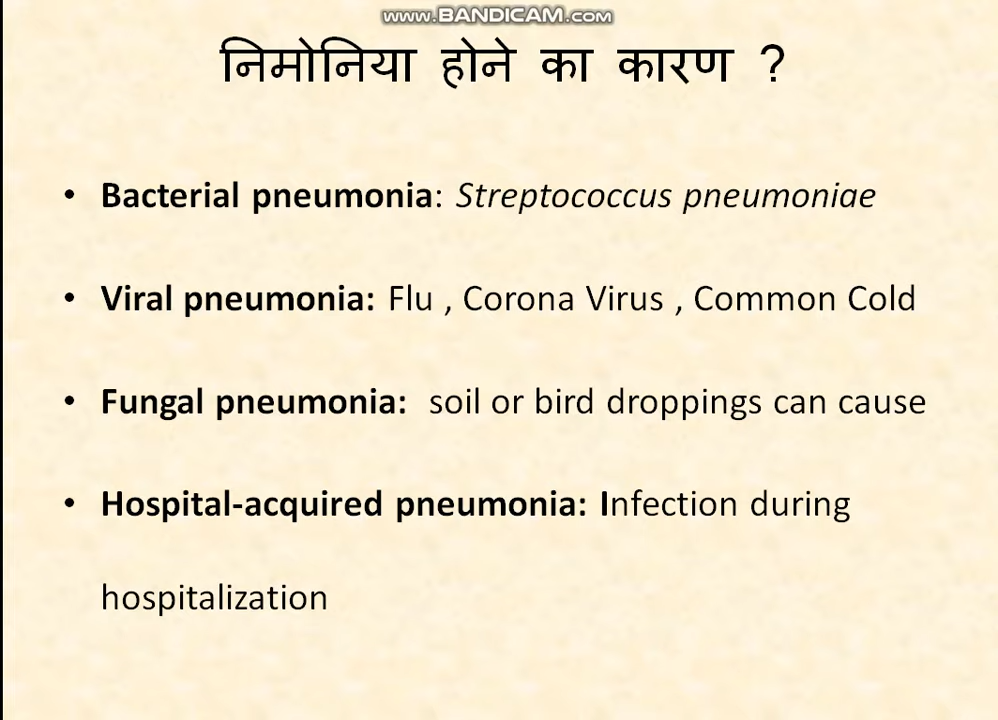 www.BANDICAM.com
निमोनिया होने का कारण ?
• Bacterial pneumonia: Streptococcus pneumoniae
• Viral pneumonia: Flu , Corona Virus , Common Cold
• Fungal pneumonia: soil or bird droppings can cause
• Hospital-acquired pneumonia: Infection during
hospitalization